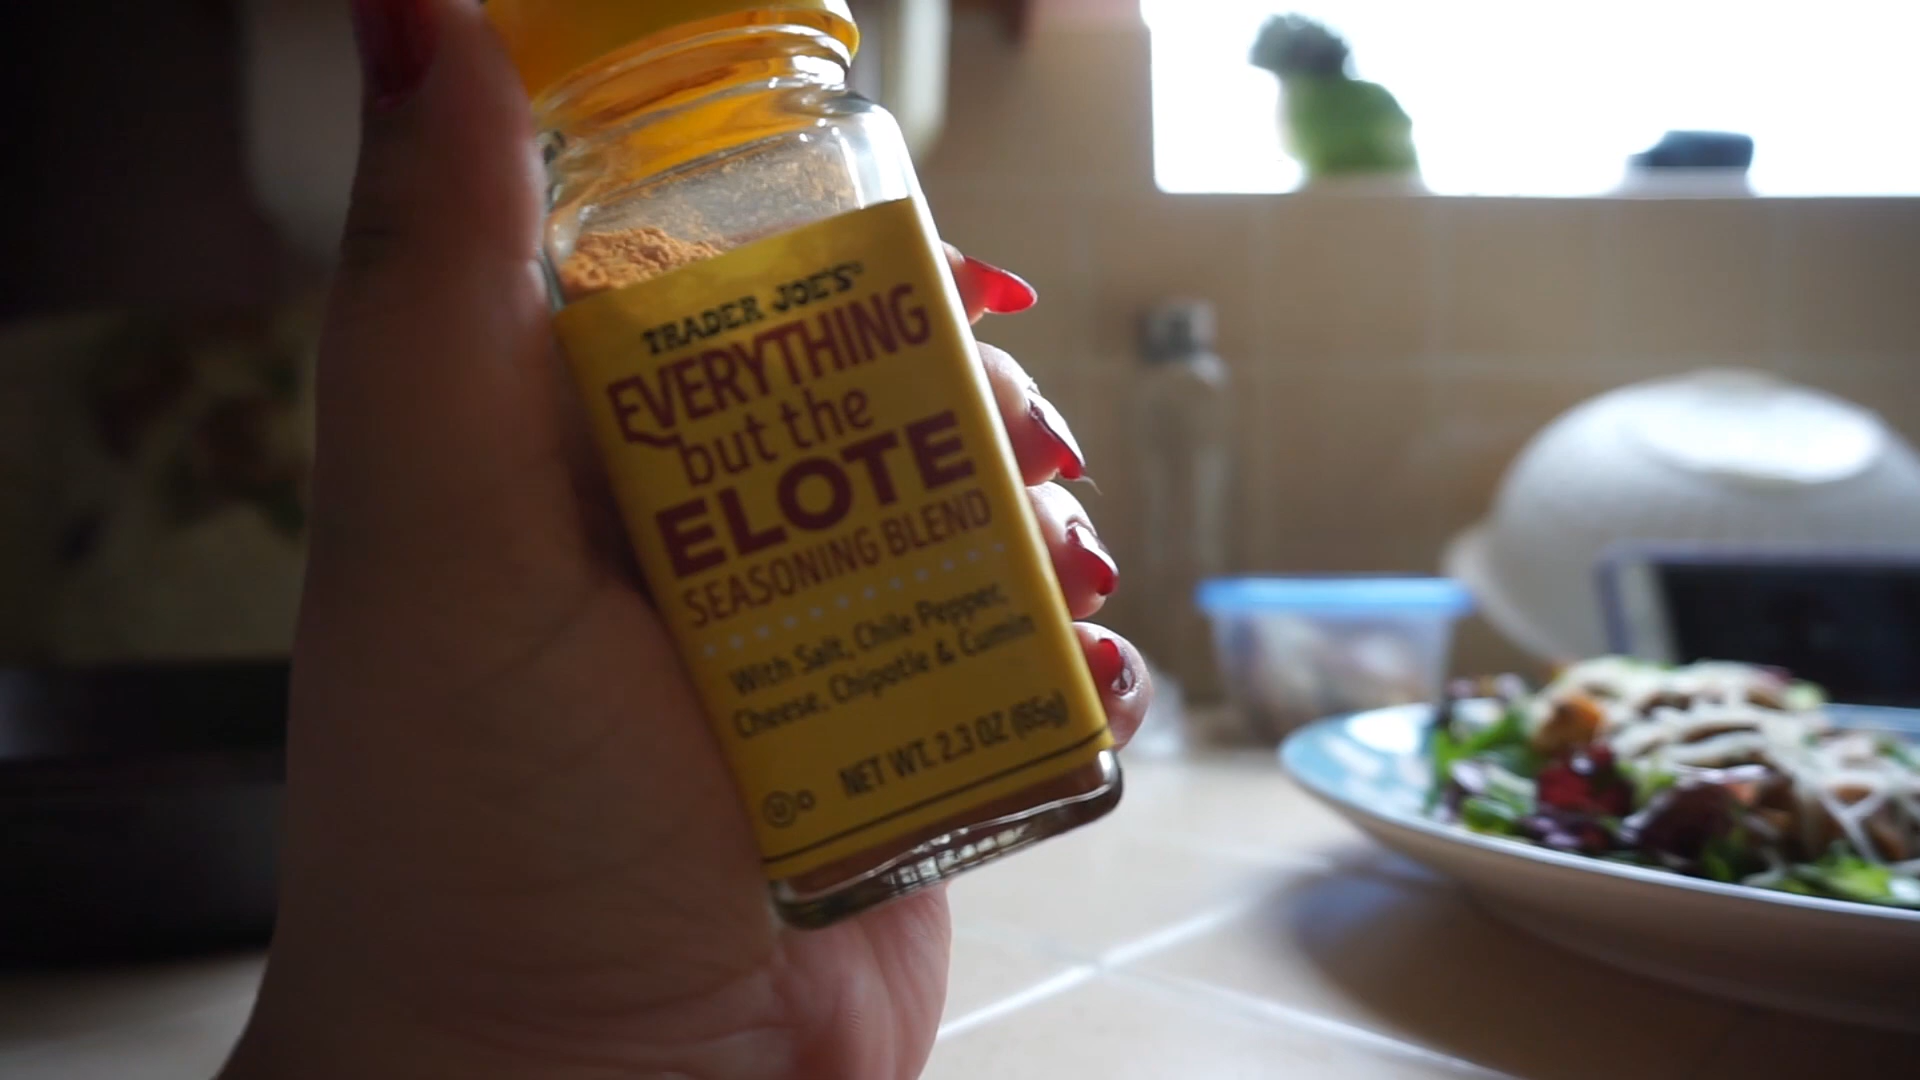 TRADER JOE'S®
EVERYTHING
but the
ELOTE
SEASONING BLEND
With Salt, Chile Pepper,
Cheese, Chipotle & Cumin
NET WT. 2.3 OZ (65g)